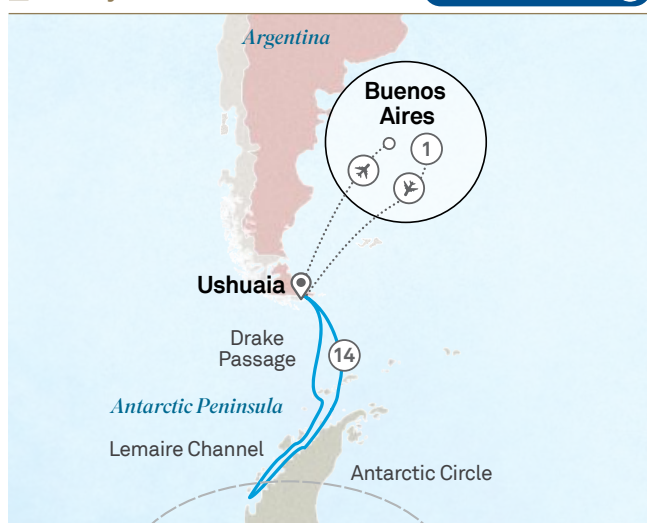 Argentina
Buenos
Aires
1
Ushuaia
Drake
Passage
14
Antarctic Peninsula
Lemaire Channel
Antarctic Circle